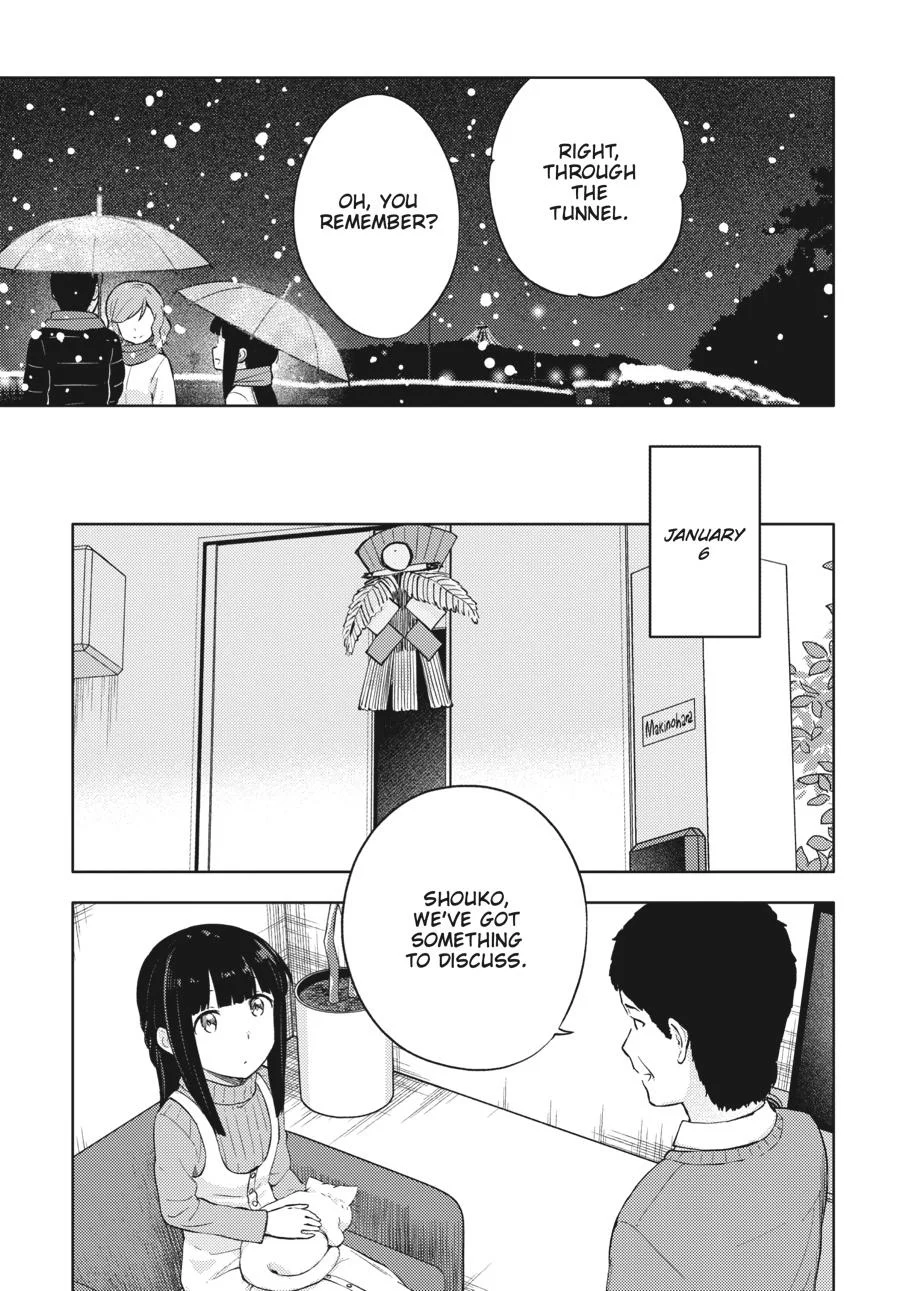 RIGHT,
THROUGH
THE
TUNNEL.
OH, YOU
REMEMBER?
JANUARY
6
Makinohara
SHOUKO,
WE'VE GOT
SOMETHING
TO DISCUSS.